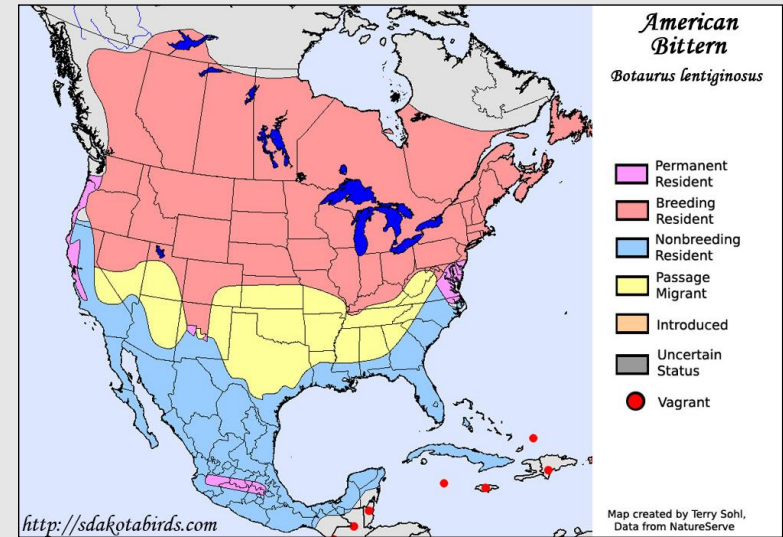 American
Bittern
Botaurus lentiginosus
Permanent
Resident
Breeding
Resident
Nonbreeding
Resident
Passage
Migrant
Introduced
Uncertain
Status
Vagrant
Map created by Terry Sohl,
Data from NatureServe
http://sdakotabirds.com